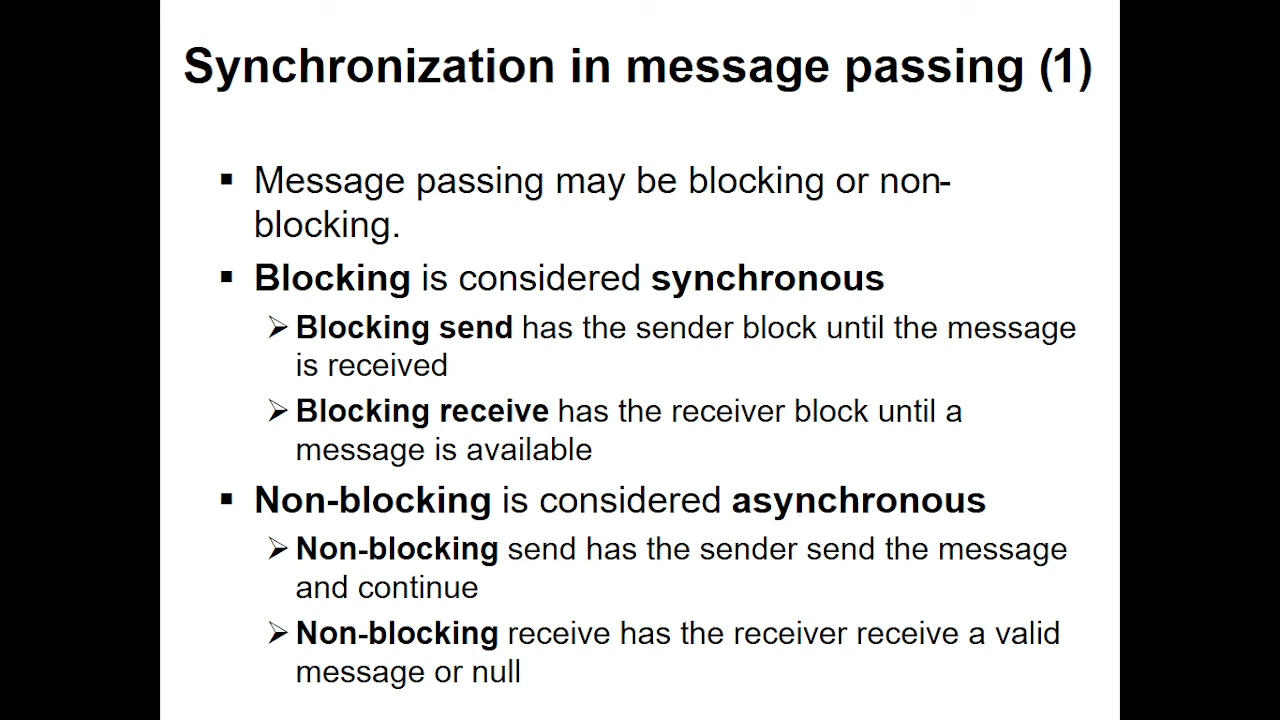 Synchronization in message passing (1)
▪ Message passing may be blocking or non-
blocking.
▪ Blocking is considered synchronous
➢ Blocking send has the sender block until the message
is received
➢ Blocking receive has the receiver block until a
message is available
▪ Non-blocking is considered asynchronous
➢ Non-blocking send has the sender send the message
and continue
➢ Non-blocking receive has the receiver receive a valid
message or null